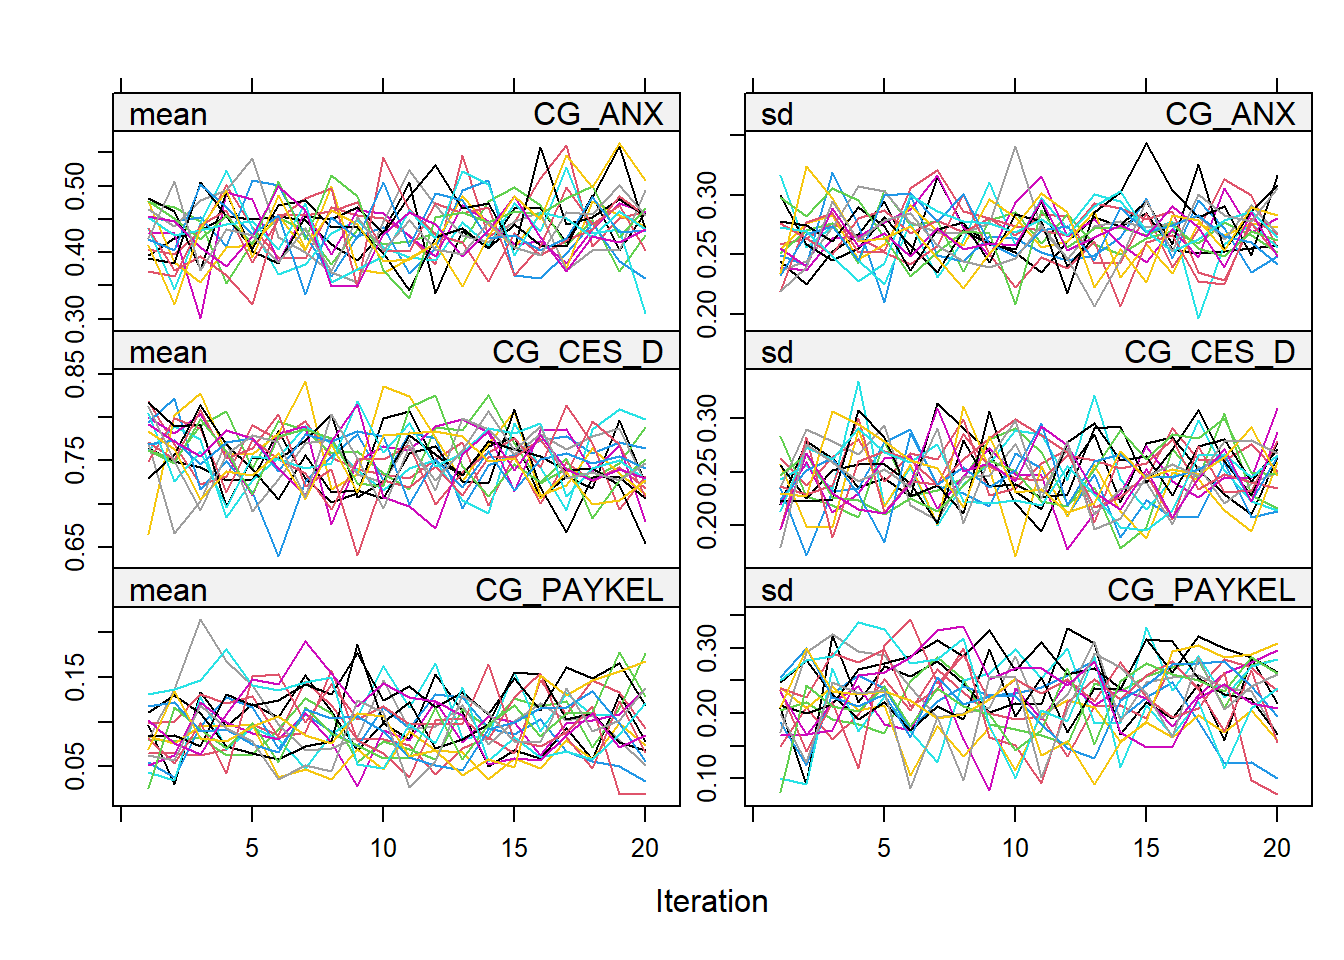 mean CG_ANX
sd CG_ANX
0.30 0.40 0.50
0.20 0.25 0.30
mean CG_CES_D
sd CG_CES_D
0.65 0.75 0.85
0.20 0.25 0.30
mean CG_PAYKEL
sd CG_PAYKEL
0.05 0.15
0.10 0.20 0.30
5 10 15 20
5 10 15 20
Iteration